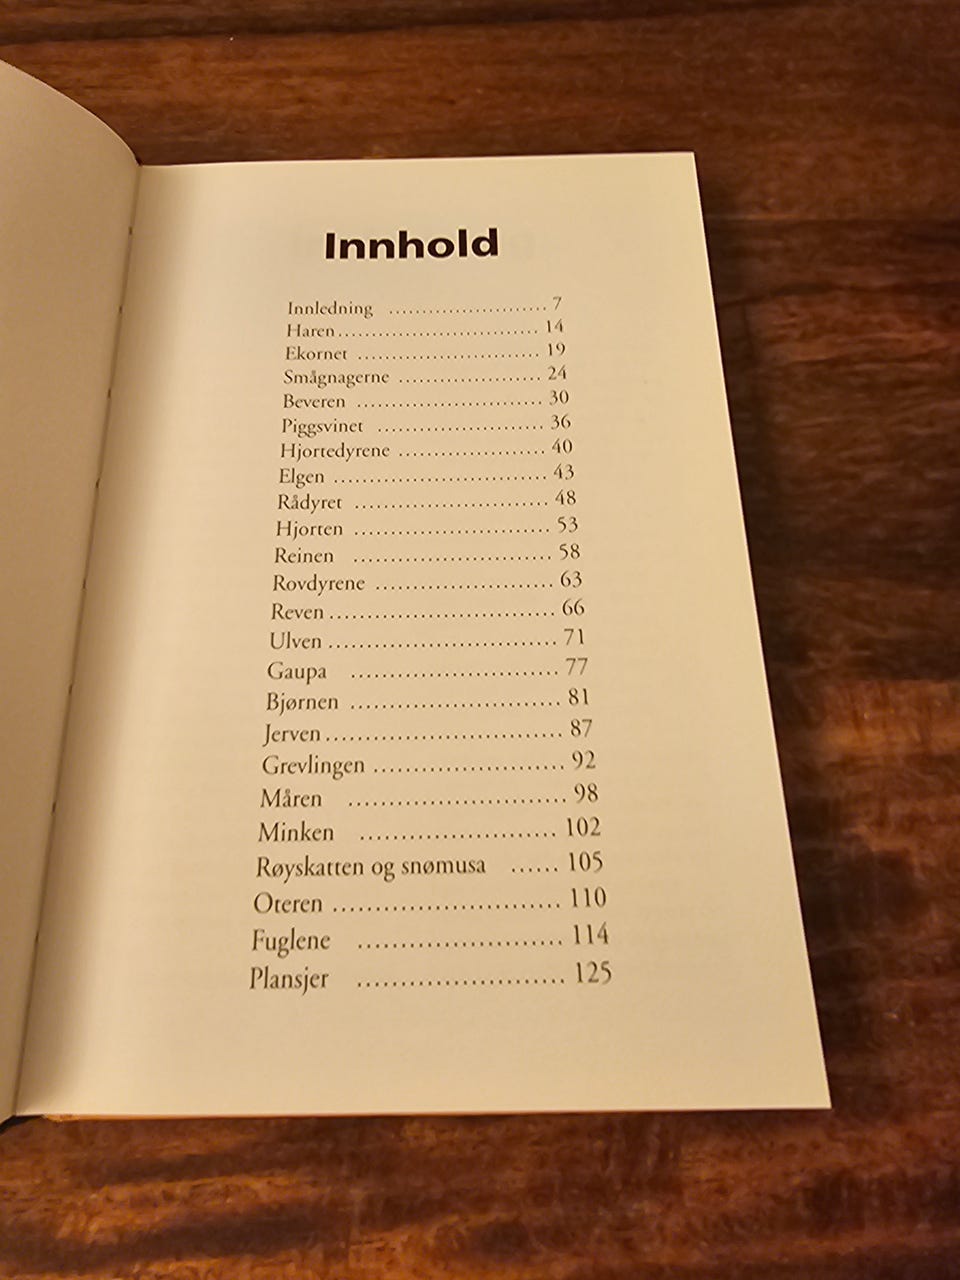 Innhold
Innledning ........................ 7
Haren .............................. 14
Ekornet ........................... 19
Smågnagerne ..................... 24
Beveren ............................ 30
Piggsvinet ......................... 36
Hjortedyrene ...................... 40
Elgen ................................ 43
Rådyret ............................. 48
Hjorten ............................. 53
Reinen .............................. 58
Rovdyrene .......................... 63
Reven ................................ 66
Ulven ................................ 71
Gaupa ............................... 77
Bjørnen ............................. 81
Jerven ................................ 87
Grevlingen .......................... 92
Måren ................................ 98
Minken .............................. 102
Røyskatten og snømusa ...... 105
Oteren ............................... 110
Fuglene .............................. 114
Plansjer .............................. 125